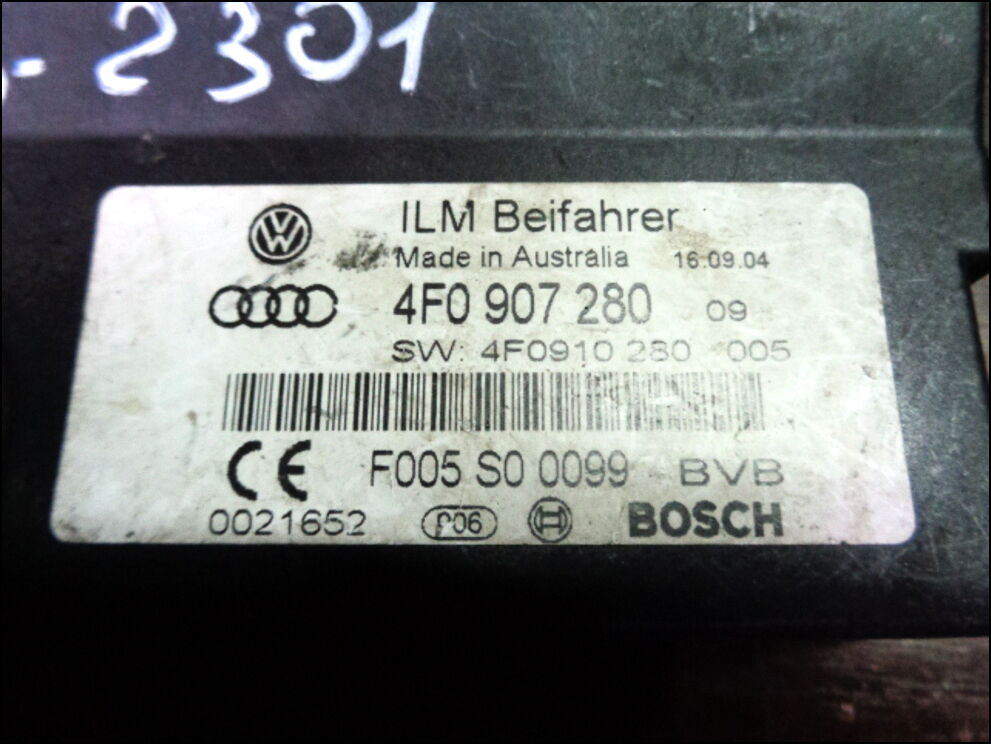 -2301
ILM Beifahrer
Made in Australia 16.09.04
4F0 907 280 09
SW: 4F0910 280 005
CE F005 S0 0099 BVB
0021652 BOSCH